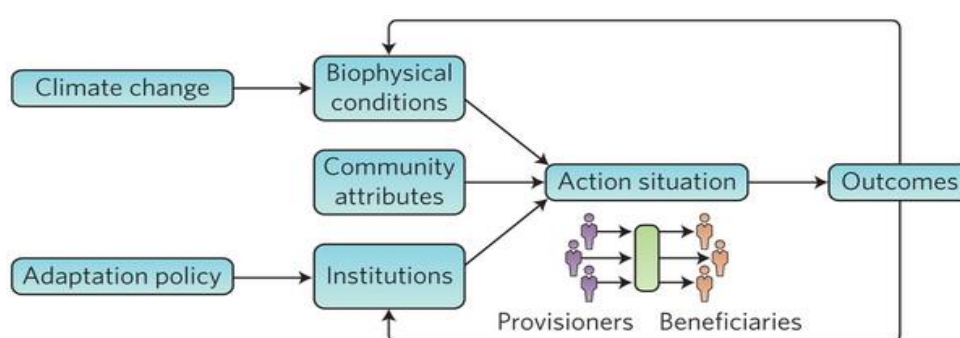 Climate change
Biophysical
conditions
Community
attributes
Action situation
Outcomes
Adaptation policy
Institutions
Provisioners
Beneficiaries